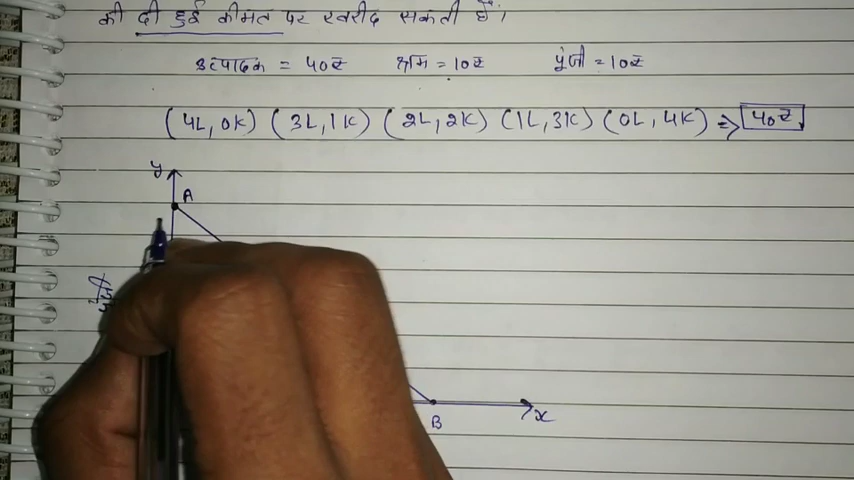 की दी हुई कीमत पर खरीद सकती हैं।
उत्पादक = 40₹ श्रम = 10₹ पूंजी = 10₹
(4L, 0K) (3L, 1K) (2L, 2K) (1L, 3K) (0L, 4K) => 40₹
y
A
B
x